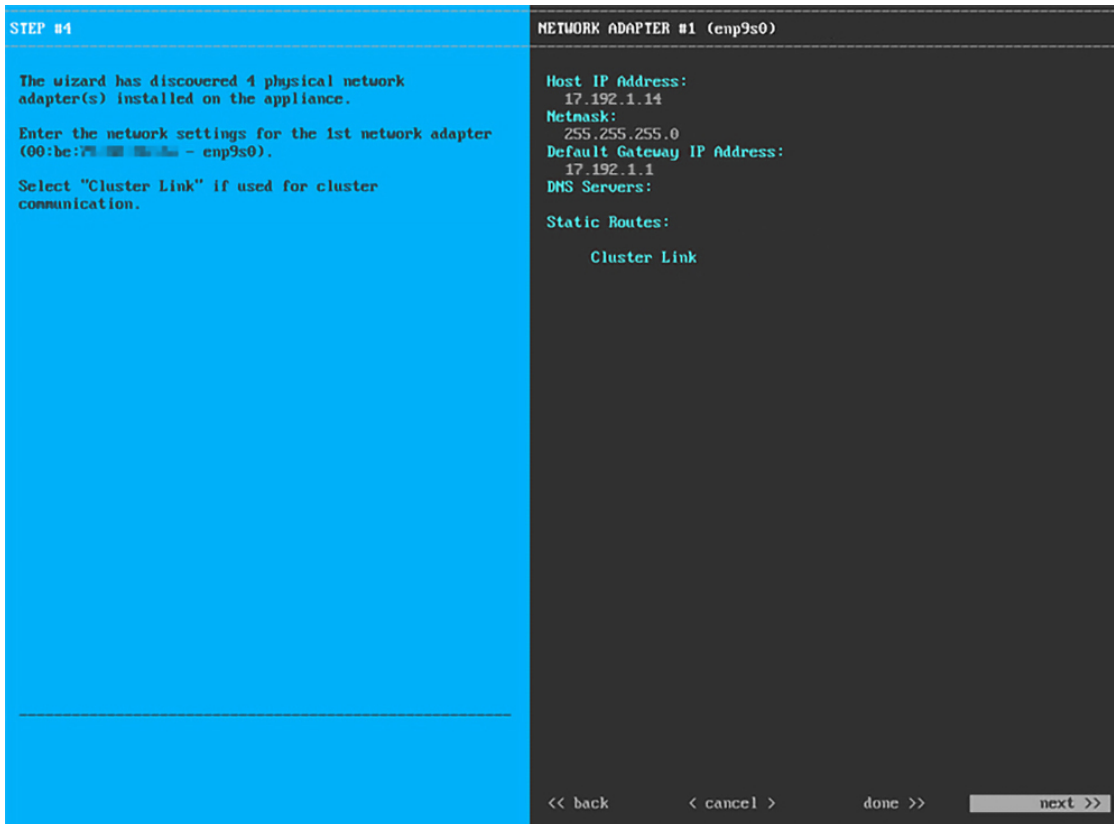 STEP #4
The wizard has discovered 4 physical network
adapter(s) installed on the appliance.
Enter the network settings for the 1st network adapter
(00:be: - enp9s0).
Select "Cluster Link" if used for cluster
communication.
NETWORK ADAPTER #1 (enp9s0)
Host IP Address:
17.192.1.14
Netmask:
255.255.255.0
Default Gateway IP Address:
17.192.1.1
DNS Servers:
Static Routes:
Cluster Link
<< back
< cancel >
done >>
next >>